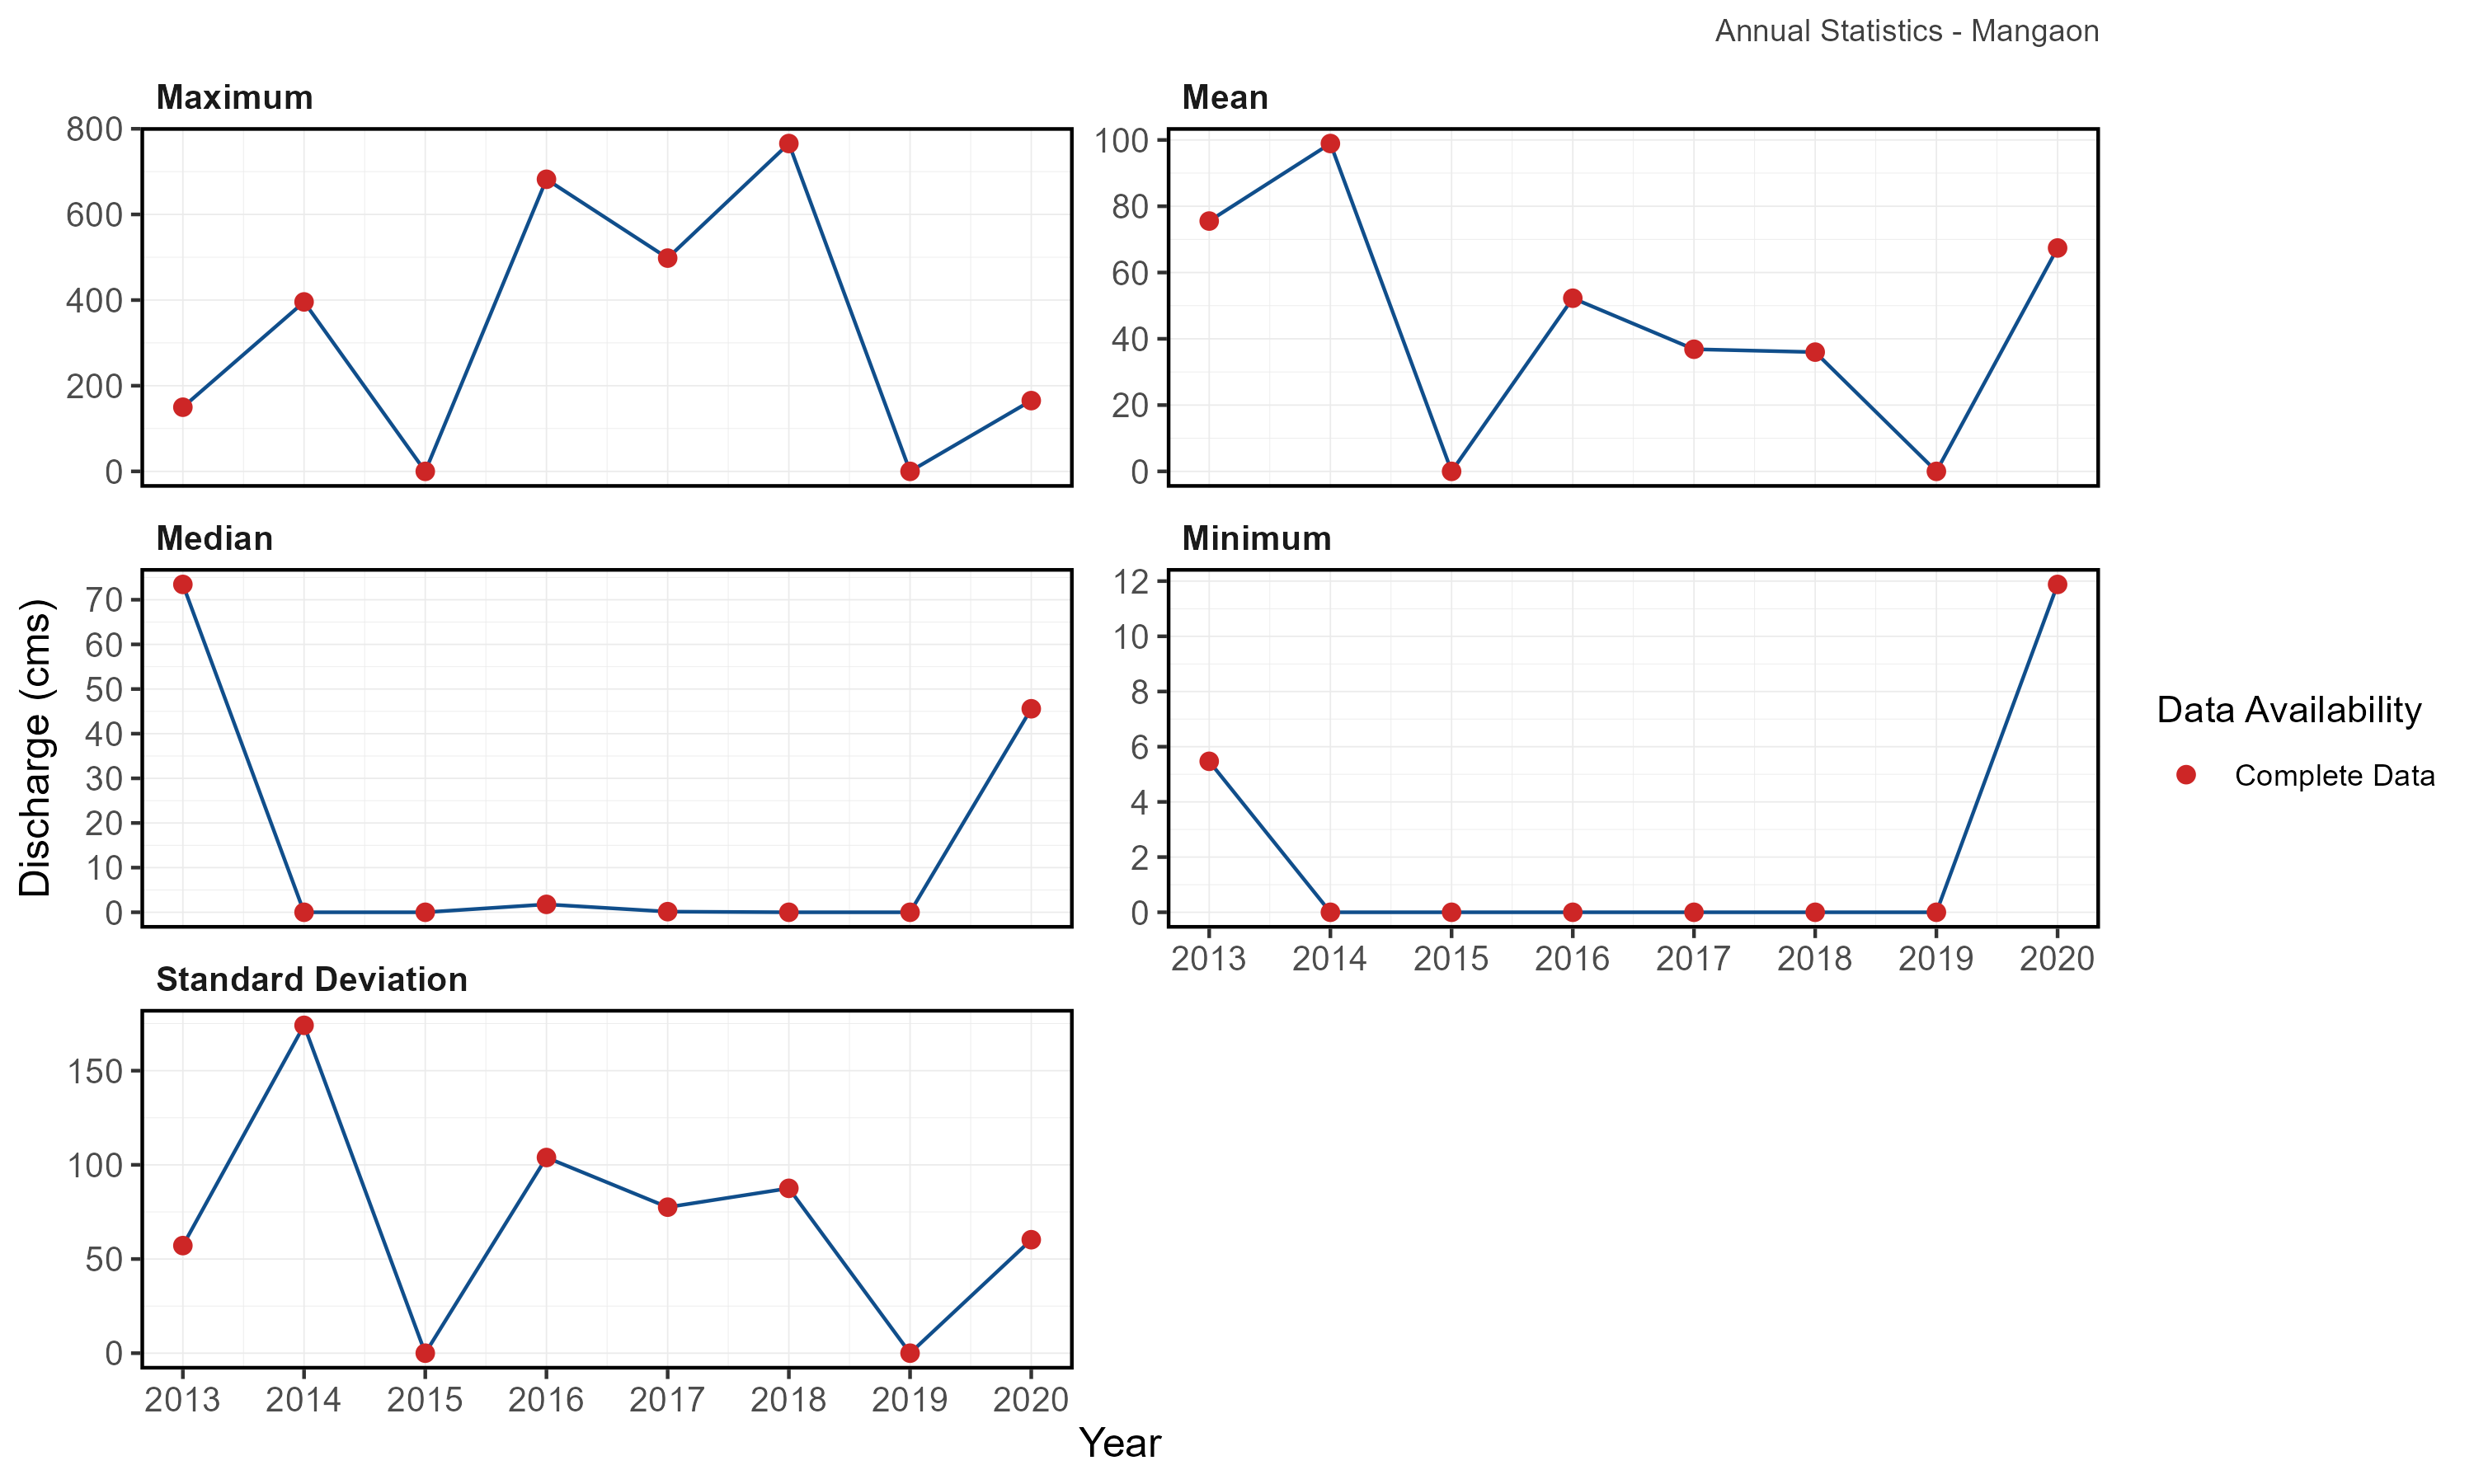 Annual Statistics - Mangaon
Maximum
800
600
400
200
0
Mean
100
80
60
40
20
0
Discharge (cms)
Median
70
60
50
40
30
20
10
0
Minimum
12
10
8
6
4
2
0
2013 2014 2015 2016 2017 2018 2019 2020
Data Availability
Complete Data
Standard Deviation
150
100
50
0
2013 2014 2015 2016 2017 2018 2019 2020
Year